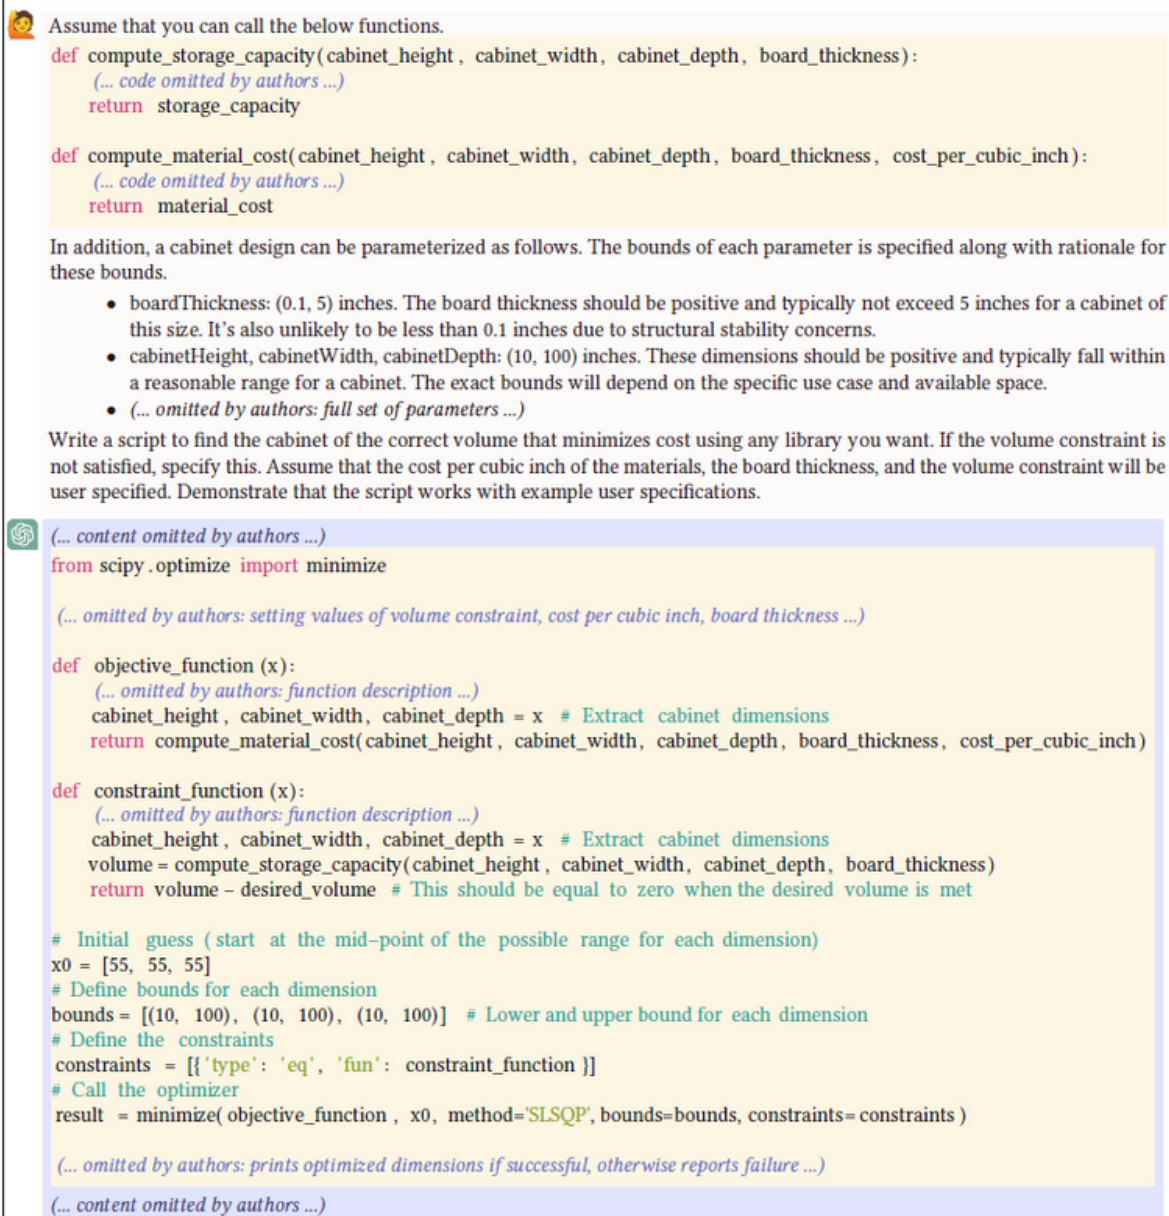 Assume that you can call the below functions.
def compute_storage_capacity(cabinet_height, cabinet_width, cabinet_depth, board_thickness):
(... code omitted by authors ...)
return storage_capacity
def compute_material_cost(cabinet_height, cabinet_width, cabinet_depth, board_thickness, cost_per_cubic_inch):
(... code omitted by authors ...)
return material_cost
In addition, a cabinet design can be parameterized as follows. The bounds of each parameter is specified along with rationale for
these bounds.
• boardThickness: (0.1, 5) inches. The board thickness should be positive and typically not exceed 5 inches for a cabinet of
this size. It's also unlikely to be less than 0.1 inches due to structural stability concerns.
• cabinetHeight, cabinetWidth, cabinetDepth: (10, 100) inches. These dimensions should be positive and typically fall within
a reasonable range for a cabinet. The exact bounds will depend on the specific use case and available space.
• (... omitted by authors: full set of parameters ...)
Write a script to find the cabinet of the correct volume that minimizes cost using any library you want. If the volume constraint is
not satisfied, specify this. Assume that the cost per cubic inch of the materials, the board thickness, and the volume constraint will be
user specified. Demonstrate that the script works with example user specifications.
(... content omitted by authors ...)
from scipy.optimize import minimize
(... omitted by authors: setting values of volume constraint, cost per cubic inch, board thickness ...)
def objective_function (x):
(... omitted by authors: function description ...)
cabinet_height, cabinet_width, cabinet_depth = x # Extract cabinet dimensions
return compute_material_cost(cabinet_height, cabinet_width, cabinet_depth, board_thickness, cost_per_cubic_inch)
def constraint_function (x):
(... omitted by authors: function description ...)
cabinet_height, cabinet_width, cabinet_depth = x # Extract cabinet dimensions
volume = compute_storage_capacity(cabinet_height, cabinet_width, cabinet_depth, board_thickness)
return volume – desired_volume # This should be equal to zero when the desired volume is met
# Initial guess (start at the mid–point of the possible range for each dimension)
x0 = [55, 55, 55]
# Define bounds for each dimension
bounds = [(10, 100), (10, 100), (10, 100)] # Lower and upper bound for each dimension
# Define the constraints
constraints = [{'type': 'eq', 'fun': constraint_function }]
# Call the optimizer
result = minimize( objective_function, x0, method='SLSQP', bounds=bounds, constraints= constraints )
(... omitted by authors: prints optimized dimensions if successful, otherwise reports failure ...)
(... content omitted by authors ...)